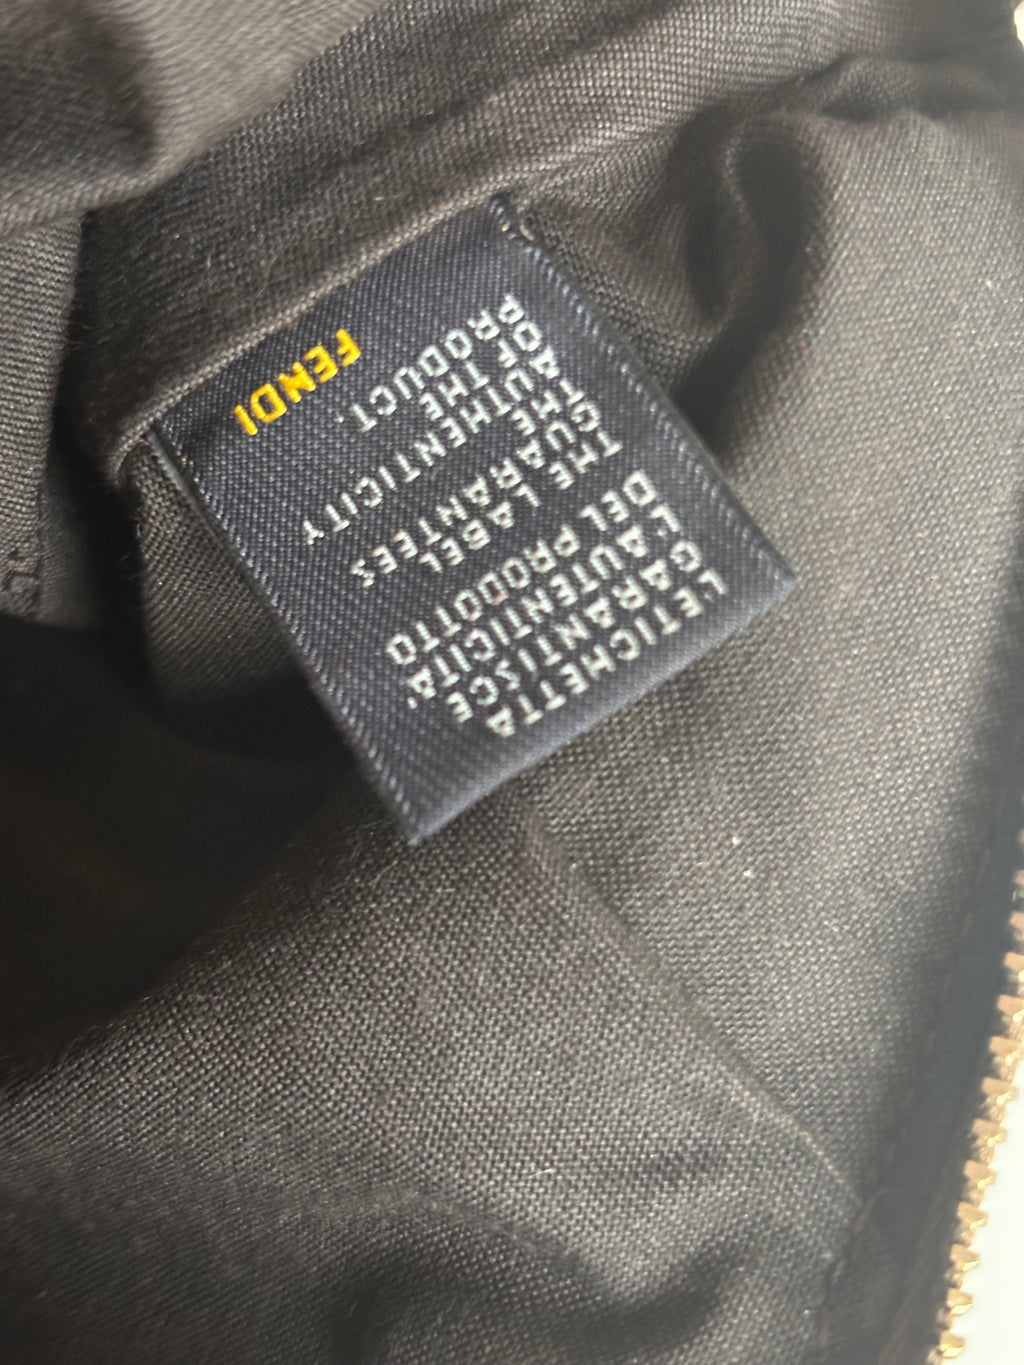 L'ETICHETTA
GARANTISCE
L'AUTENTICITA'
DEL PRODOTTO
THE LABEL
GUARANTEES
THE
AUTHENTICITY
OF THE
PRODUCT.
FENDI